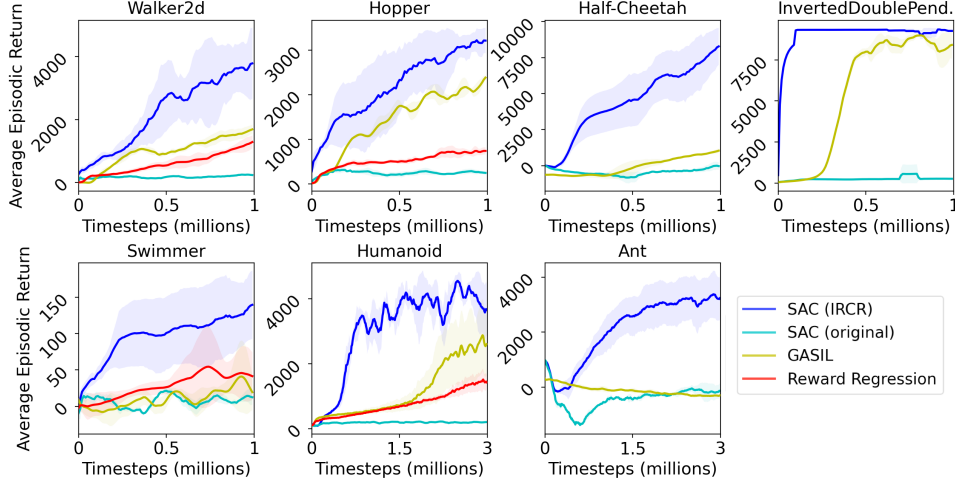 Walker2d
Hopper
Half-Cheetah
InvertedDoublePend.
Average Episodic Return
4000
2000
0
0
0.5
1
Timesteps (millions)
3000
2000
1000
0
0
0.5
1
Timesteps (millions)
10000
7500
5000
2500
0
0
0.5
1
Timesteps (millions)
7500
5000
2500
0
0
0.5
1
Timesteps (millions)
Swimmer
Humanoid
Ant
Average Episodic Return
150
100
50
0
0
0.5
1
Timesteps (millions)
4000
2000
0
0
1.5
3
Timesteps (millions)
4000
2000
0
0
1.5
3
Timesteps (millions)
SAC (IRCR)
SAC (original)
GASIL
Reward Regression